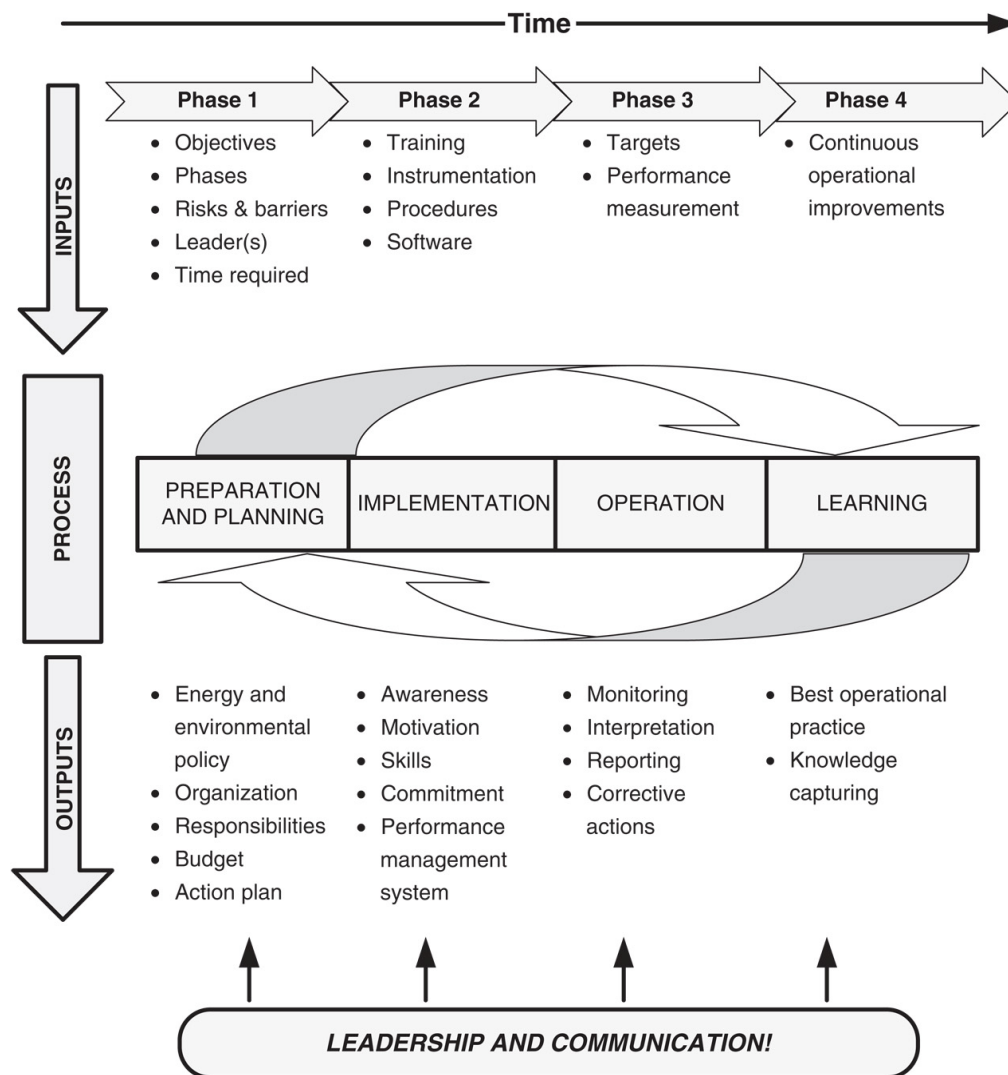 Time
Phase 1
Phase 2
Phase 3
Phase 4
INPUTS
• Objectives
• Phases
• Risks & barriers
• Leader(s)
• Time required
• Training
• Instrumentation
• Procedures
• Software
• Targets
• Performance
measurement
• Continuous
operational
improvements
PROCESS
PREPARATION
AND PLANNING
IMPLEMENTATION
OPERATION
LEARNING
OUTPUTS
• Energy and
environmental
policy
• Organization
• Responsibilities
• Budget
• Action plan
• Awareness
• Motivation
• Skills
• Commitment
• Performance
management
system
• Monitoring
• Interpretation
• Reporting
• Corrective
actions
• Best operational
practice
• Knowledge
capturing
LEADERSHIP AND COMMUNICATION!